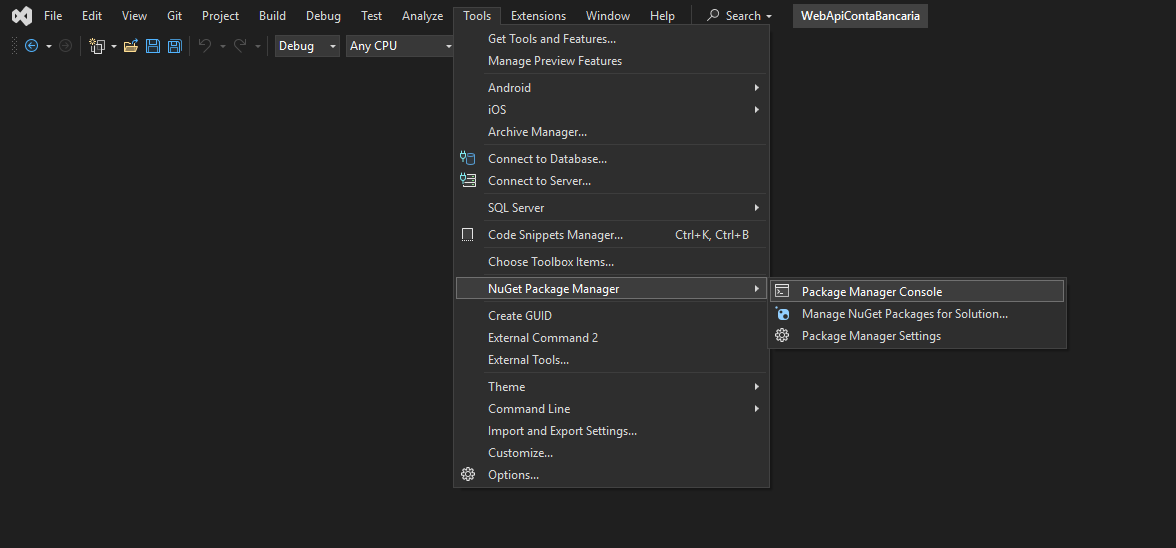 File Edit View Git Project Build Debug Test Analyze Tools Extensions Window Help Search WebApiContaBancaria
Debug Any CPU
Get Tools and Features...
Manage Preview Features
Android
iOS
Archive Manager...
Connect to Database...
Connect to Server...
SQL Server
Code Snippets Manager... Ctrl+K, Ctrl+B
Choose Toolbox Items...
NuGet Package Manager
Package Manager Console
Manage NuGet Packages for Solution...
Package Manager Settings
Create GUID
External Command 2
External Tools...
Theme
Command Line
Import and Export Settings...
Customize...
Options...